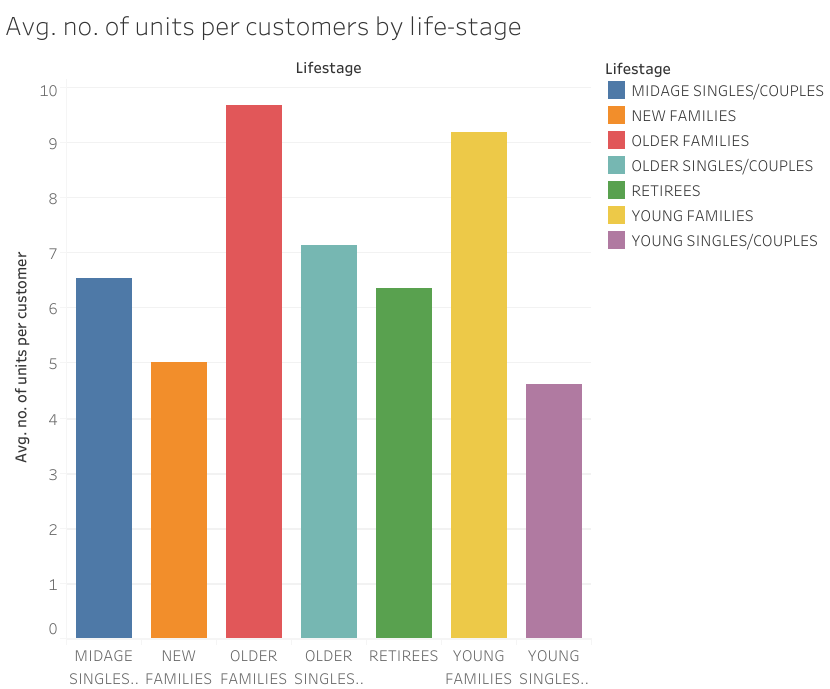 Avg. no. of units per customers by life-stage
Lifestage
Lifestage
MIDAGE SINGLES/COUPLES
NEW FAMILIES
OLDER FAMILIES
OLDER SINGLES/COUPLES
RETIREES
YOUNG FAMILIES
YOUNG SINGLES/COUPLES
Avg. no. of units per customer
10
9
8
7
6
5
4
3
2
1
0
MIDAGE
SINGLES..
NEW
FAMILIES
OLDER
FAMILIES
OLDER
SINGLES..
RETIREES
YOUNG
FAMILIES
YOUNG
SINGLES..